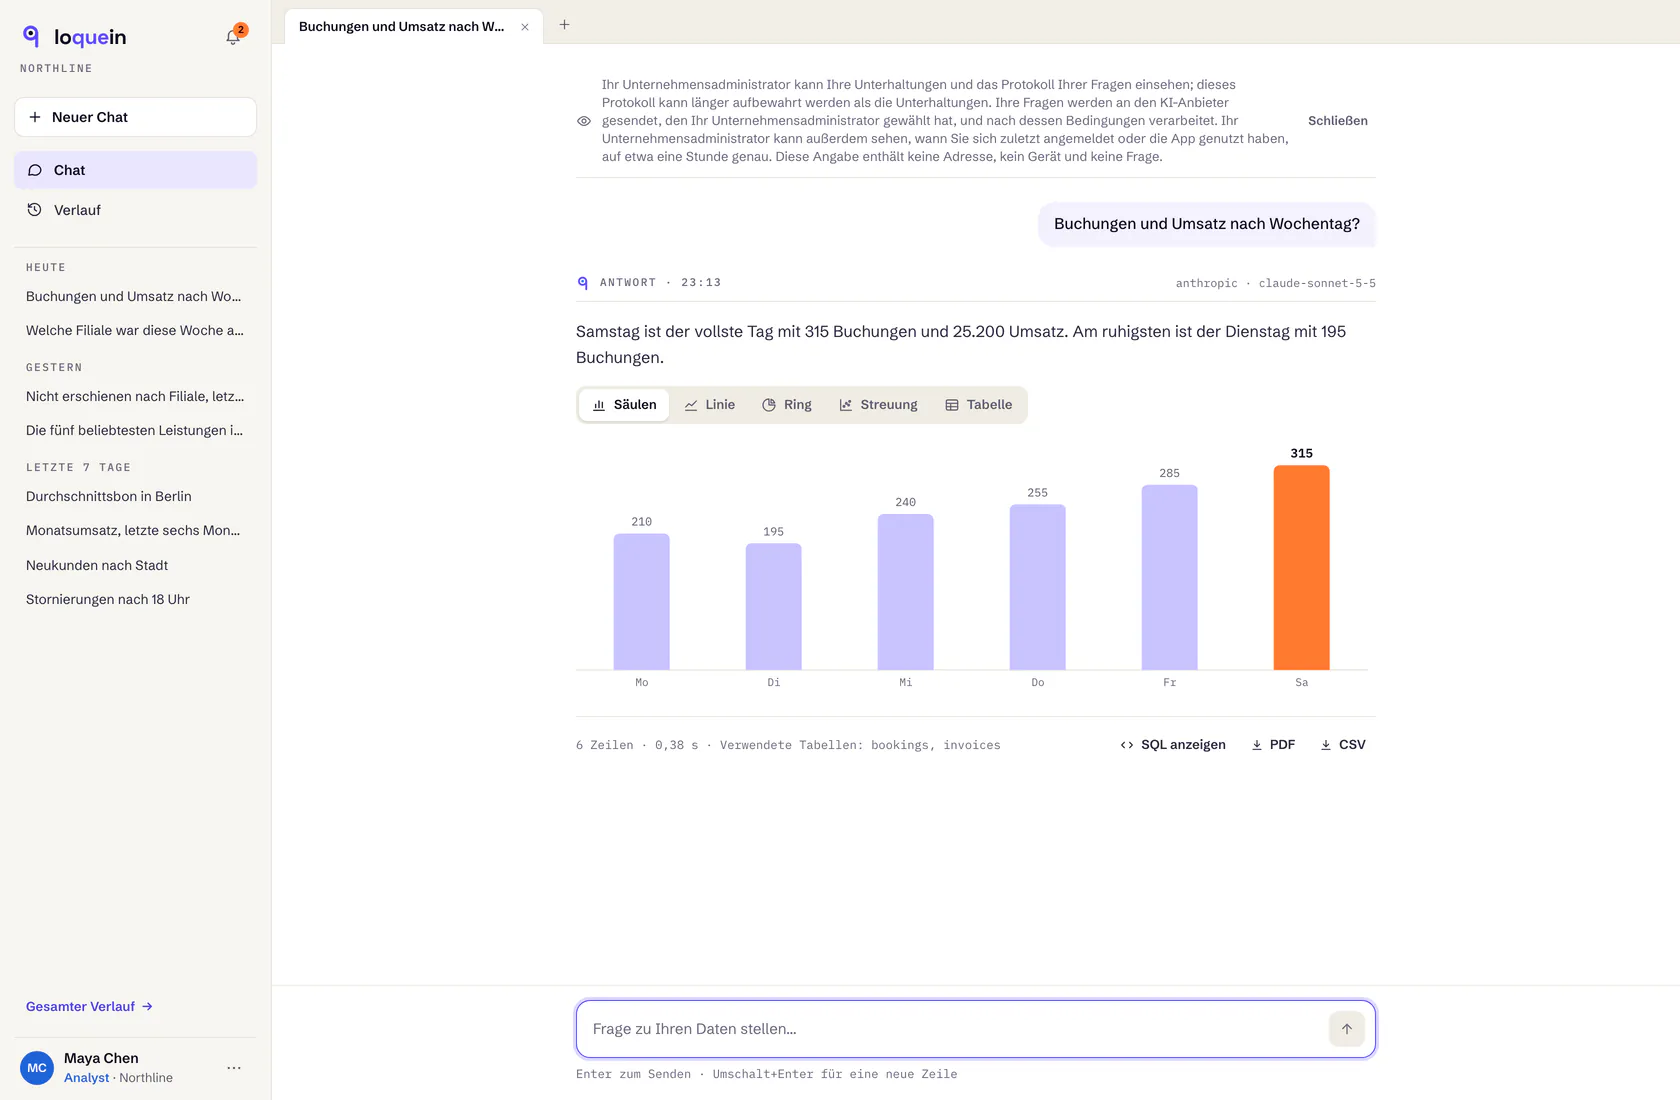 loquein
2
NORTHLINE
Neuer Chat
Chat
Verlauf
HEUTE
Buchungen und Umsatz nach Wo...
Welche Filiale war diese Woche a...
GESTERN
Nicht erschienen nach Filiale, letz...
Die fünf beliebtesten Leistungen i...
LETZTE 7 TAGE
Durchschnittsbon in Berlin
Monatsumsatz, letzte sechs Mon...
Neukunden nach Stadt
Stornierungen nach 18 Uhr
Gesamter Verlauf →
MC
Maya Chen
Analyst · Northline
Buchungen und Umsatz nach W...
Ihr Unternehmensadministrator kann Ihre Unterhaltungen und das Protokoll Ihrer Fragen einsehen; dieses
Protokoll kann länger aufbewahrt werden als die Unterhaltungen. Ihre Fragen werden an den KI-Anbieter
gesendet, den Ihr Unternehmensadministrator gewählt hat, und nach dessen Bedingungen verarbeitet. Ihr
Unternehmensadministrator kann außerdem sehen, wann Sie sich zuletzt angemeldet oder die App genutzt haben,
auf etwa eine Stunde genau. Diese Angabe enthält keine Adresse, kein Gerät und keine Frage.
Schließen
Buchungen und Umsatz nach Wochentag?
ANTWORT · 23:13
anthropic · claude-sonnet-5-5
Samstag ist der vollste Tag mit 315 Buchungen und 25.200 Umsatz. Am ruhigsten ist der Dienstag mit 195
Buchungen.
Säulen Linie Ring Streuung Tabelle
210 195 240 255 285 315
Mo Di Mi Do Fr Sa
6 Zeilen · 0,38 s · Verwendete Tabellen: bookings, invoices
SQL anzeigen PDF CSV
Frage zu Ihren Daten stellen...
Enter zum Senden · Umschalt+Enter für eine neue Zeile